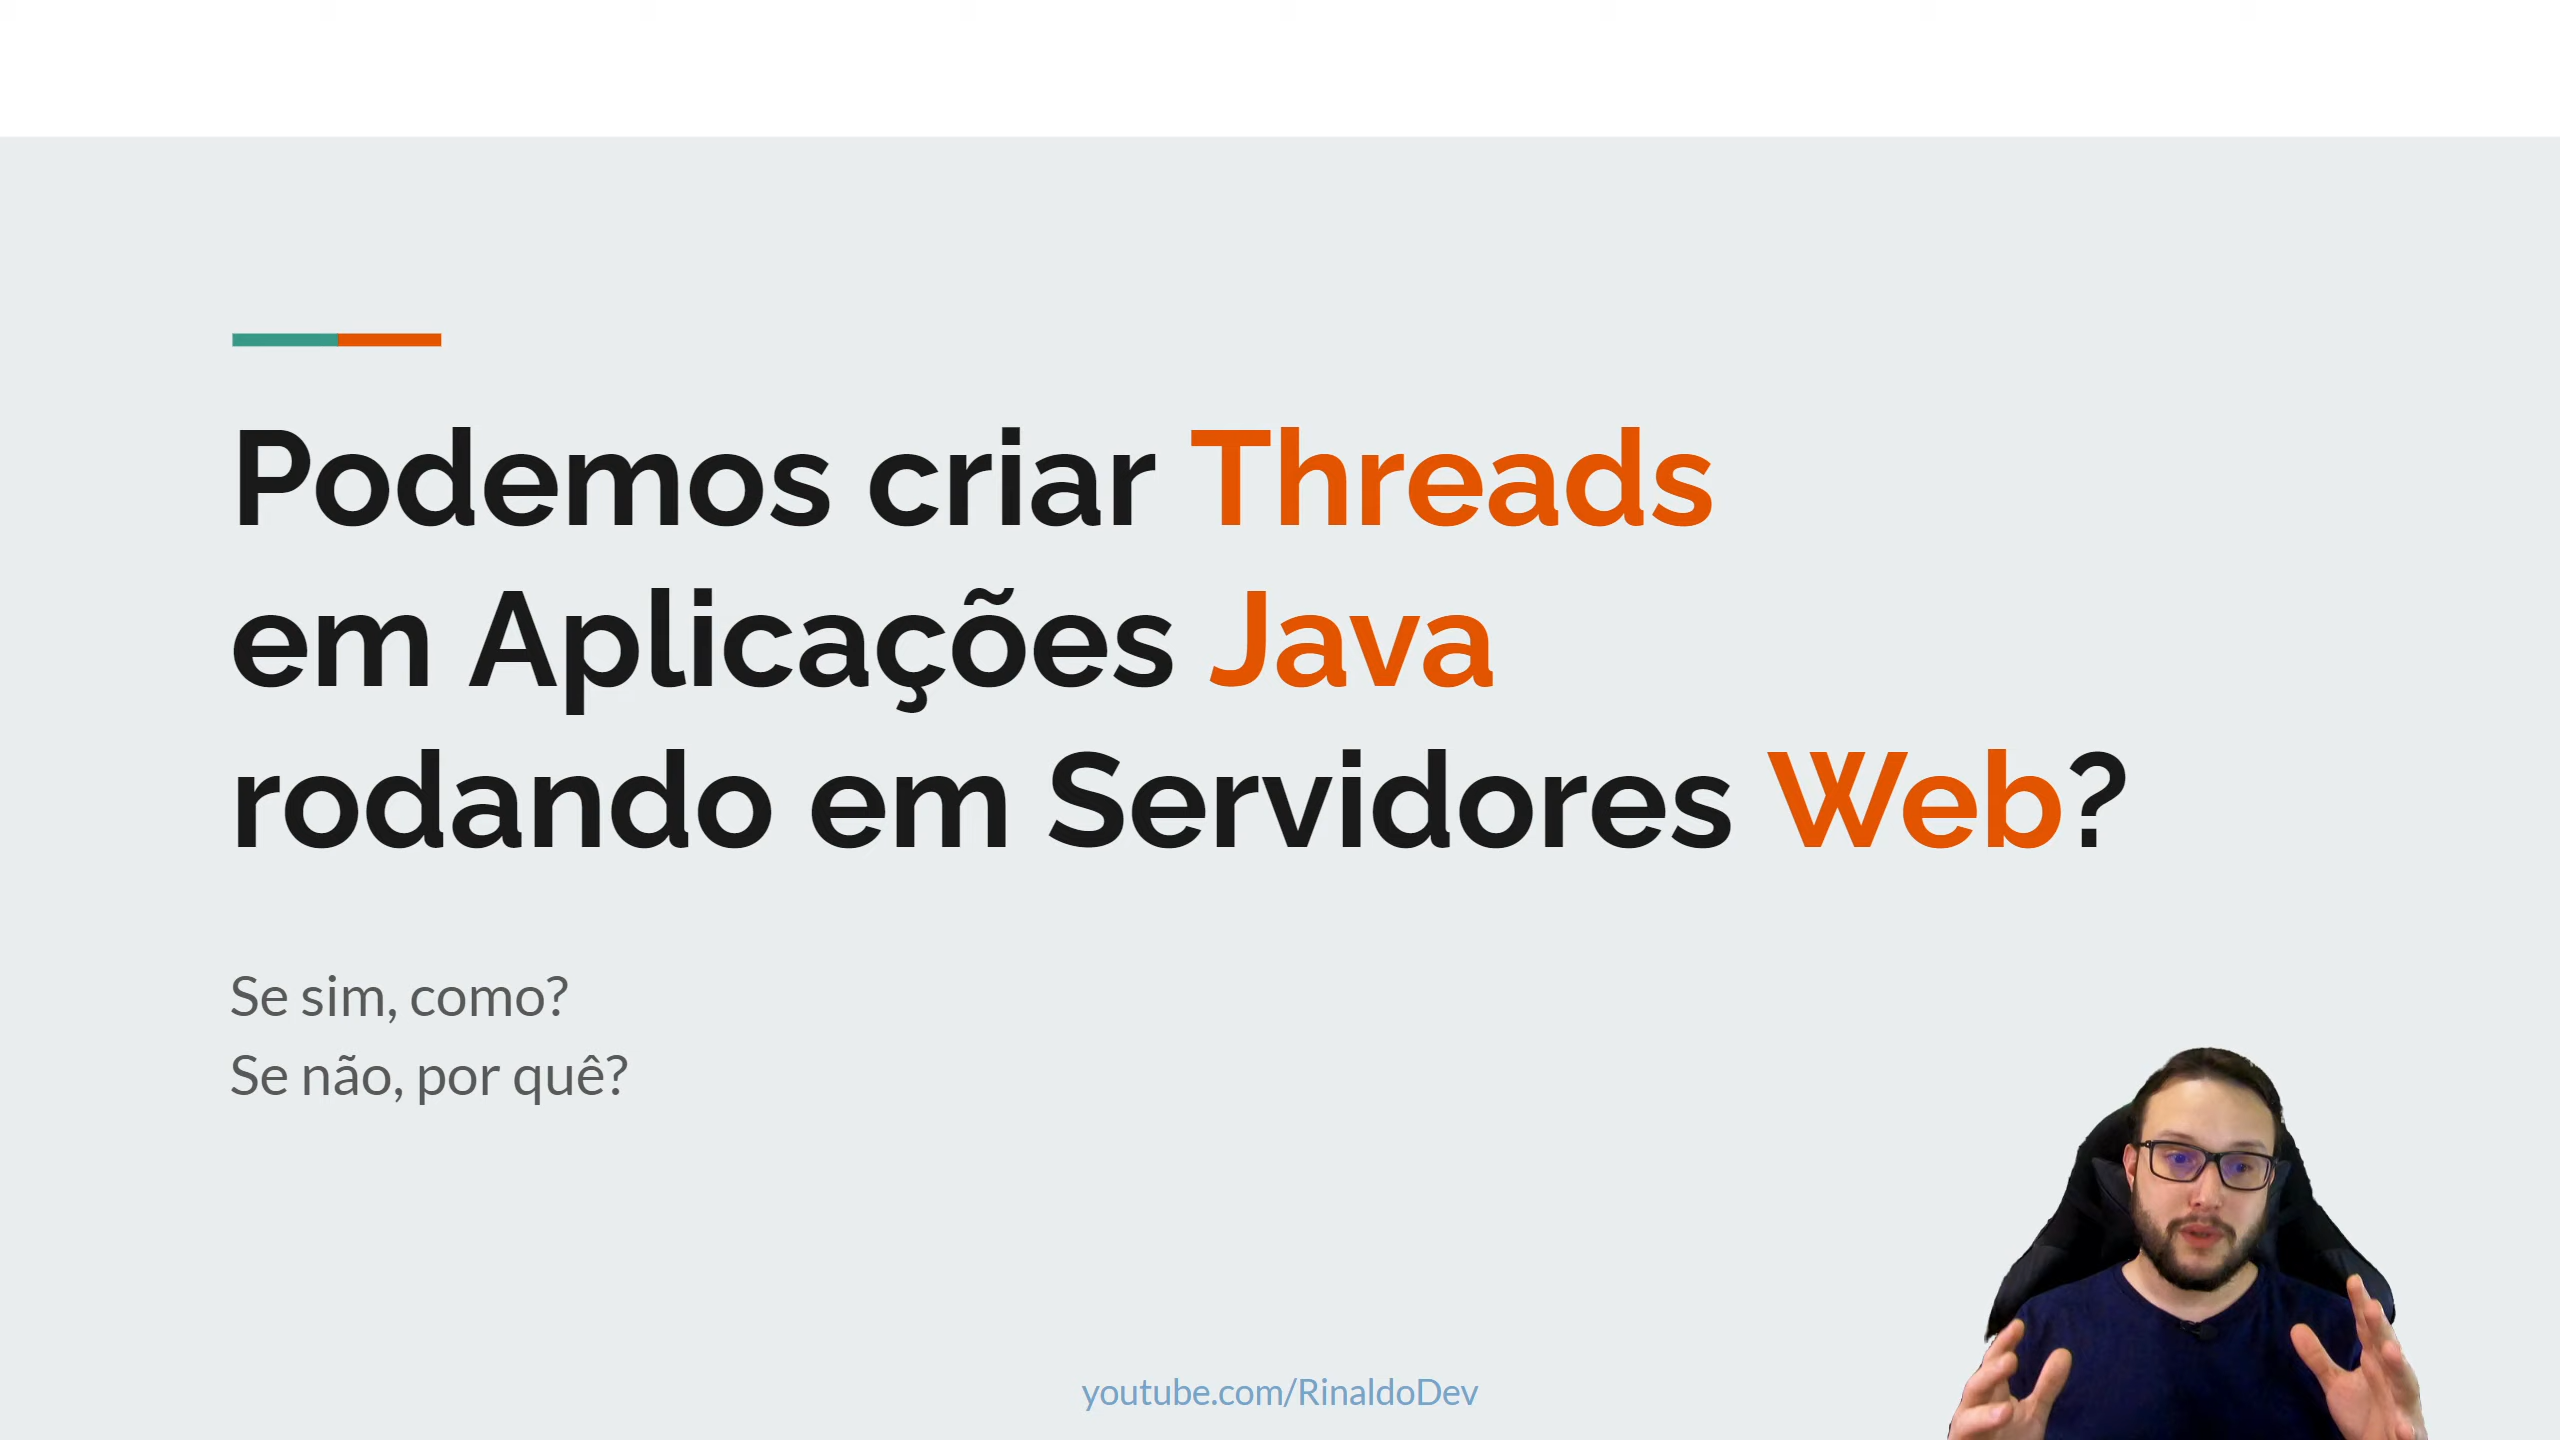 Podemos criar Threads
em Aplicações Java
rodando em Servidores Web?
Se sim, como?
Se não, por quê?
youtube.com/RinaldoDev